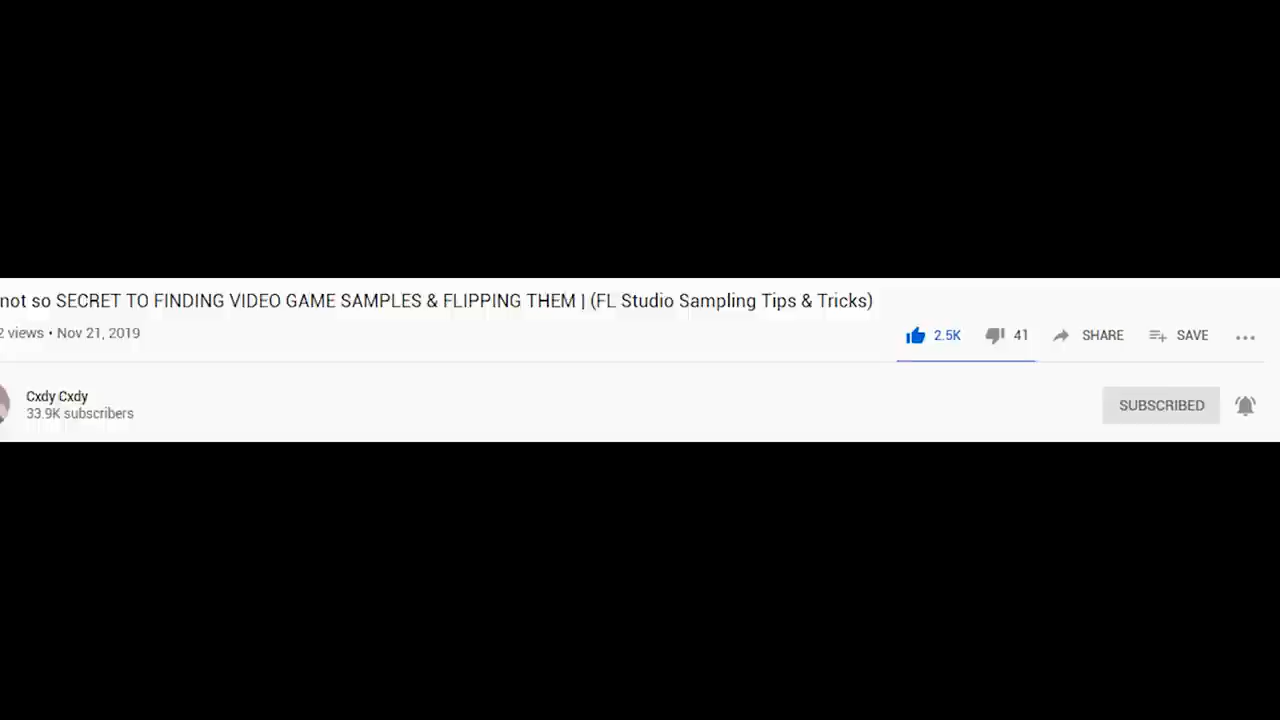 not so SECRET TO FINDING VIDEO GAME SAMPLES & FLIPPING THEM | (FL Studio Sampling Tips & Tricks)
2 views • Nov 21, 2019
2.5K 41 SHARE SAVE
Cxdy Cxdy
33.9K subscribers
SUBSCRIBED